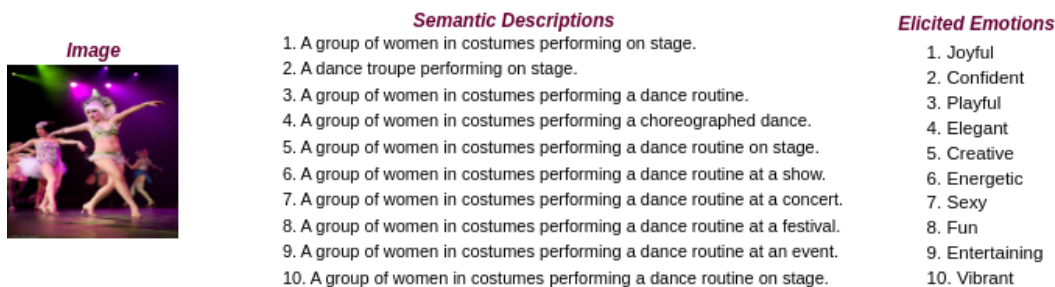 Image
Semantic Descriptions
1. A group of women in costumes performing on stage.
2. A dance troupe performing on stage.
3. A group of women in costumes performing a dance routine.
4. A group of women in costumes performing a choreographed dance.
5. A group of women in costumes performing a dance routine on stage.
6. A group of women in costumes performing a dance routine at a show.
7. A group of women in costumes performing a dance routine at a concert.
8. A group of women in costumes performing a dance routine at a festival.
9. A group of women in costumes performing a dance routine at an event.
10. A group of women in costumes performing a dance routine on stage.
Elicited Emotions
1. Joyful
2. Confident
3. Playful
4. Elegant
5. Creative
6. Energetic
7. Sexy
8. Fun
9. Entertaining
10. Vibrant